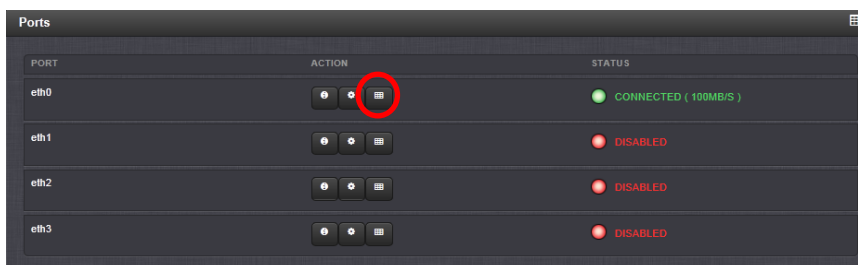 Ports
PORT ACTION STATUS
eth0 CONNECTED ( 100MB/S )
eth1 DISABLED
eth2 DISABLED
eth3 DISABLED